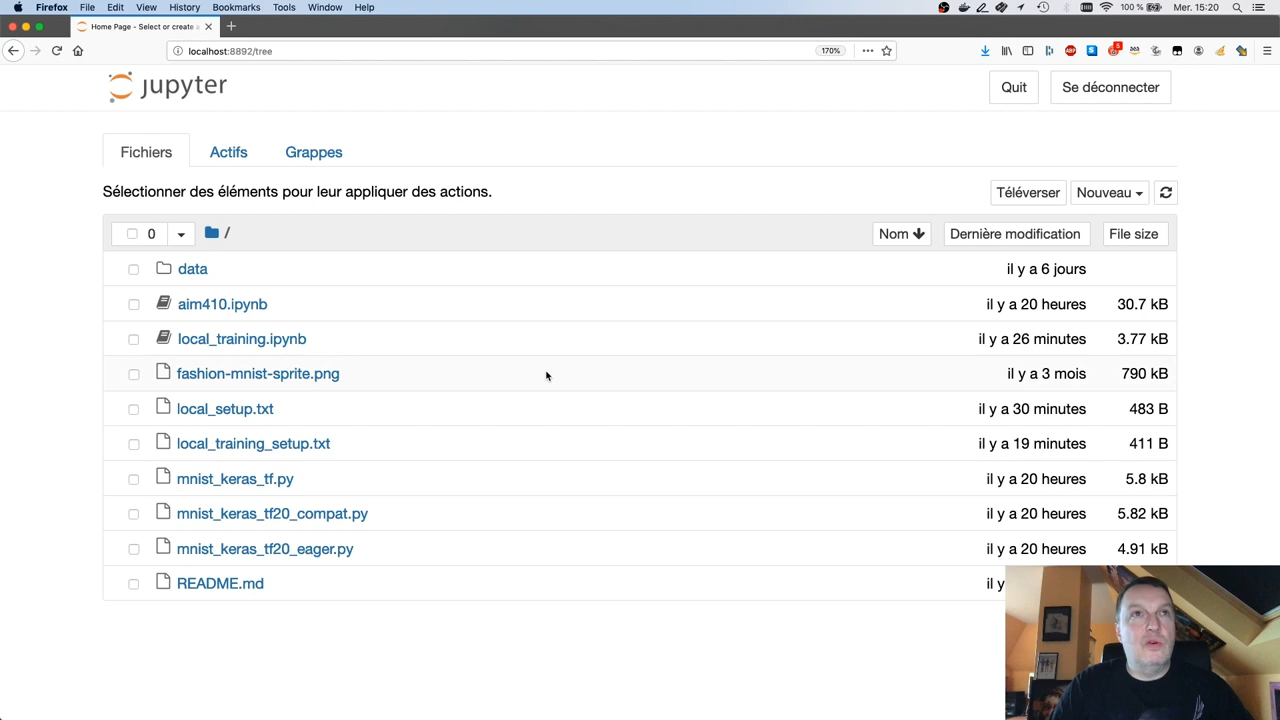 Firefox File Edit View History Bookmarks Tools Window Help 100 % Mer. 15:20
Home Page - Select or create a
localhost:8892/tree 170%
jupyter Quit Se déconnecter
Fichiers Actifs Grappes
Sélectionner des éléments pour leur appliquer des actions. Téléverser Nouveau
0 / Nom Dernière modification File size
data il y a 6 jours
aim410.ipynb il y a 20 heures 30.7 kB
local_training.ipynb il y a 26 minutes 3.77 kB
fashion-mnist-sprite.png il y a 3 mois 790 kB
local_setup.txt il y a 30 minutes 483 B
local_training_setup.txt il y a 19 minutes 411 B
mnist_keras_tf.py il y a 20 heures 5.8 kB
mnist_keras_tf20_compat.py il y a 20 heures 5.82 kB
mnist_keras_tf20_eager.py il y a 20 heures 4.91 kB
README.md il y